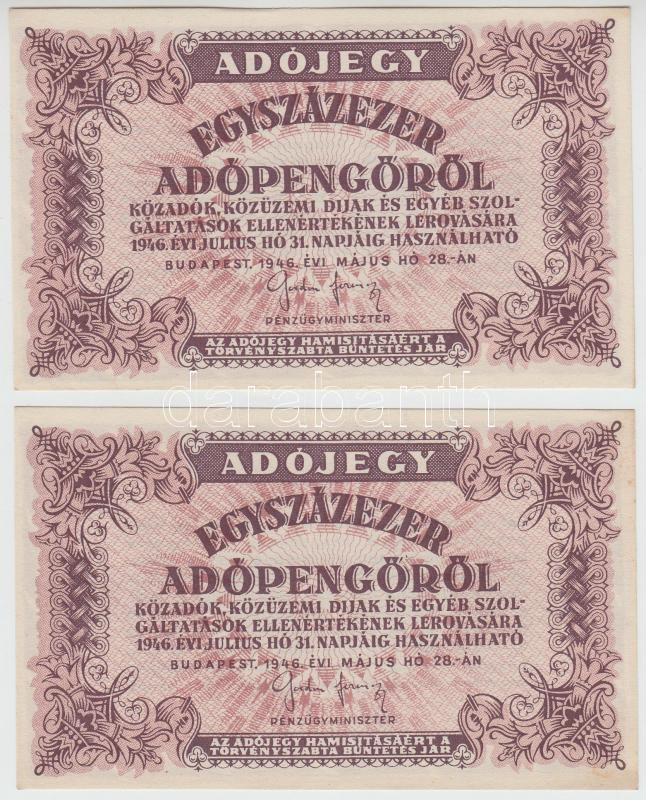 ADÓJEGY
EGYSZÁZEZER
ADÓPENGŐRŐL
KÖZADÓK, KÖZÜZEMI DIJAK ÉS EGYÉB SZOL-
GÁLTATÁSOK ELLENÉRTÉKÉNEK LEROVÁSÁRA
1946. ÉVI JULIUS HÓ 31. NAPJÁIG HASZNÁLHATÓ
BUDAPEST, 1946. ÉVI MÁJUS HÓ 28.-ÁN
PÉNZÜGYMINISZTER
AZ ADÓJEGY HAMISITÁSÁÉRT A
TÖRVÉNYSZABTA BÜNTETÉS JÁR
darabanth
ADÓJEGY
EGYSZÁZEZER
ADÓPENGŐRŐL
KÖZADÓK, KÖZÜZEMI DIJAK ÉS EGYÉB SZOL-
GÁLTATÁSOK ELLENÉRTÉKÉNEK LEROVÁSÁRA
1946. ÉVI JULIUS HÓ 31. NAPJÁIG HASZNÁLHATÓ
BUDAPEST, 1946. ÉVI MÁJUS HÓ 28.-ÁN
PÉNZÜGYMINISZTER
AZ ADÓJEGY HAMISITÁSÁÉRT A
TÖRVÉNYSZABTA BÜNTETÉS JÁR